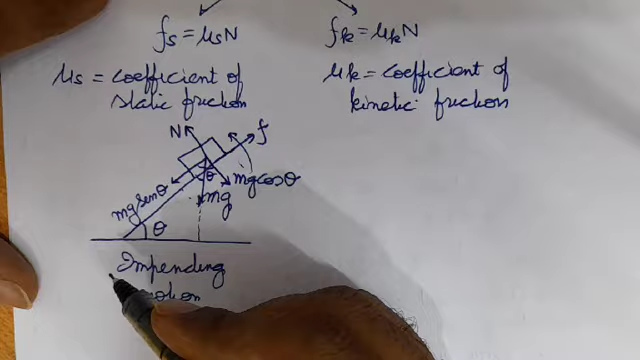 fs = μsN
fk = μkN
μs = coefficient of
static friction
μk = coefficient of
kinetic friction
N
f
θ
mg cosθ
mg sinθ
mg
θ
Impending